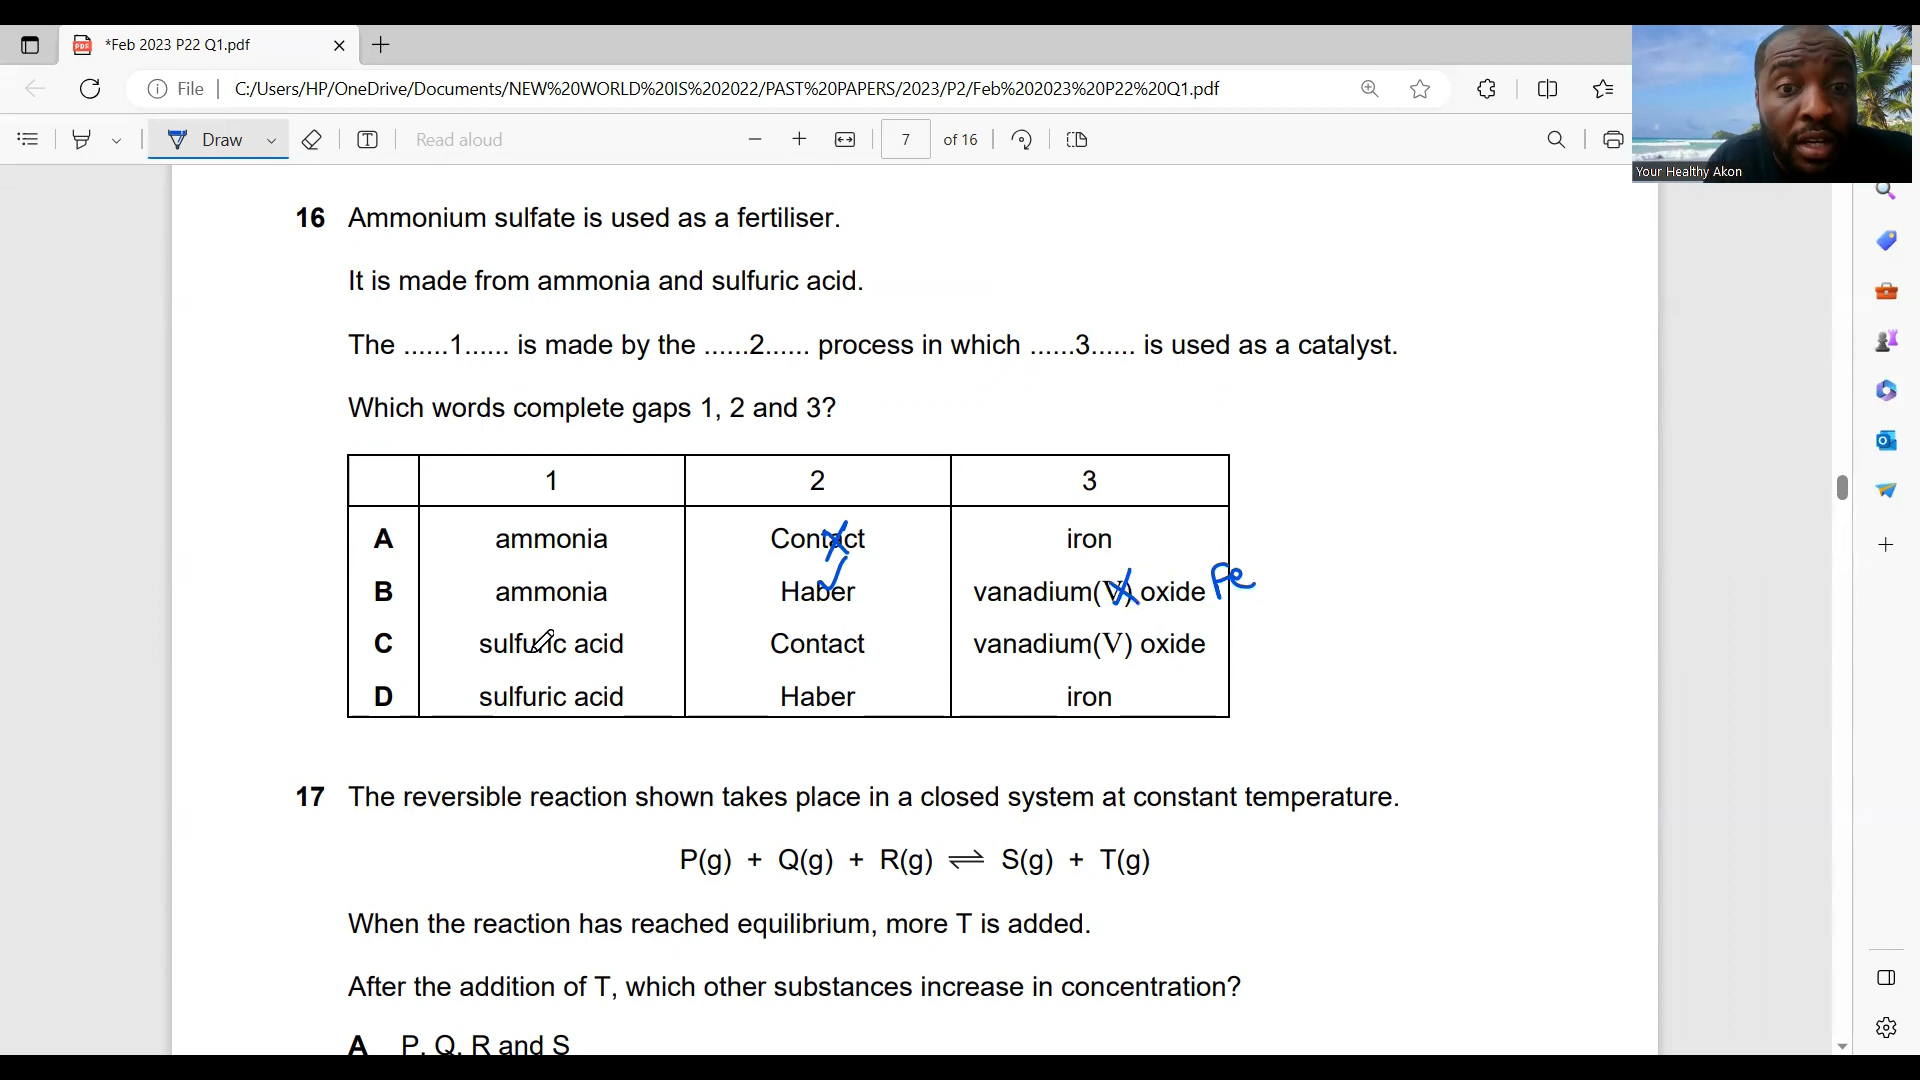 *Feb 2023 P22 Q1.pdf
File C:/Users/HP/OneDrive/Documents/NEW%20WORLD%20IS%202022/PAST%20PAPERS/2023/P2/Feb%202023%20P22%20Q1.pdf
Draw T Read aloud 7 of 16
Your Healthy Akon
16 Ammonium sulfate is used as a fertiliser.
It is made from ammonia and sulfuric acid.
The ......1...... is made by the ......2...... process in which ......3...... is used as a catalyst.
Which words complete gaps 1, 2 and 3?
1 2 3
A ammonia Contact iron
B ammonia Haber vanadium(V) oxide Fe
C sulfuric acid Contact vanadium(V) oxide
D sulfuric acid Haber iron
17 The reversible reaction shown takes place in a closed system at constant temperature.
P(g) + Q(g) + R(g) ⇌ S(g) + T(g)
When the reaction has reached equilibrium, more T is added.
After the addition of T, which other substances increase in concentration?
A P, Q, R and S